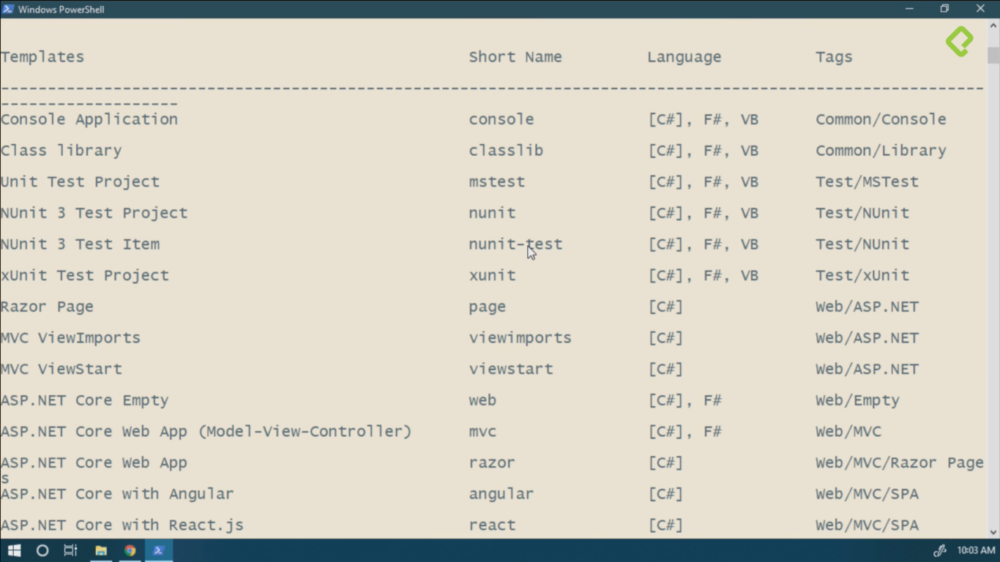 Windows PowerShell
Templates Short Name Language Tags
---------------------------------------------------------------------------------------------------------
-------------------
Console Application console [C#], F#, VB Common/Console
Class library classlib [C#], F#, VB Common/Library
Unit Test Project mstest [C#], F#, VB Test/MSTest
NUnit 3 Test Project nunit [C#], F#, VB Test/NUnit
NUnit 3 Test Item nunit-test [C#], F#, VB Test/NUnit
xUnit Test Project xunit [C#], F#, VB Test/xUnit
Razor Page page [C#] Web/ASP.NET
MVC ViewImports viewimports [C#] Web/ASP.NET
MVC ViewStart viewstart [C#] Web/ASP.NET
ASP.NET Core Empty web [C#], F# Web/Empty
ASP.NET Core Web App (Model-View-Controller) mvc [C#], F# Web/MVC
ASP.NET Core Web App razor [C#] Web/MVC/Razor Page
s
ASP.NET Core with Angular angular [C#] Web/MVC/SPA
ASP.NET Core with React.js react [C#] Web/MVC/SPA
10:03 AM